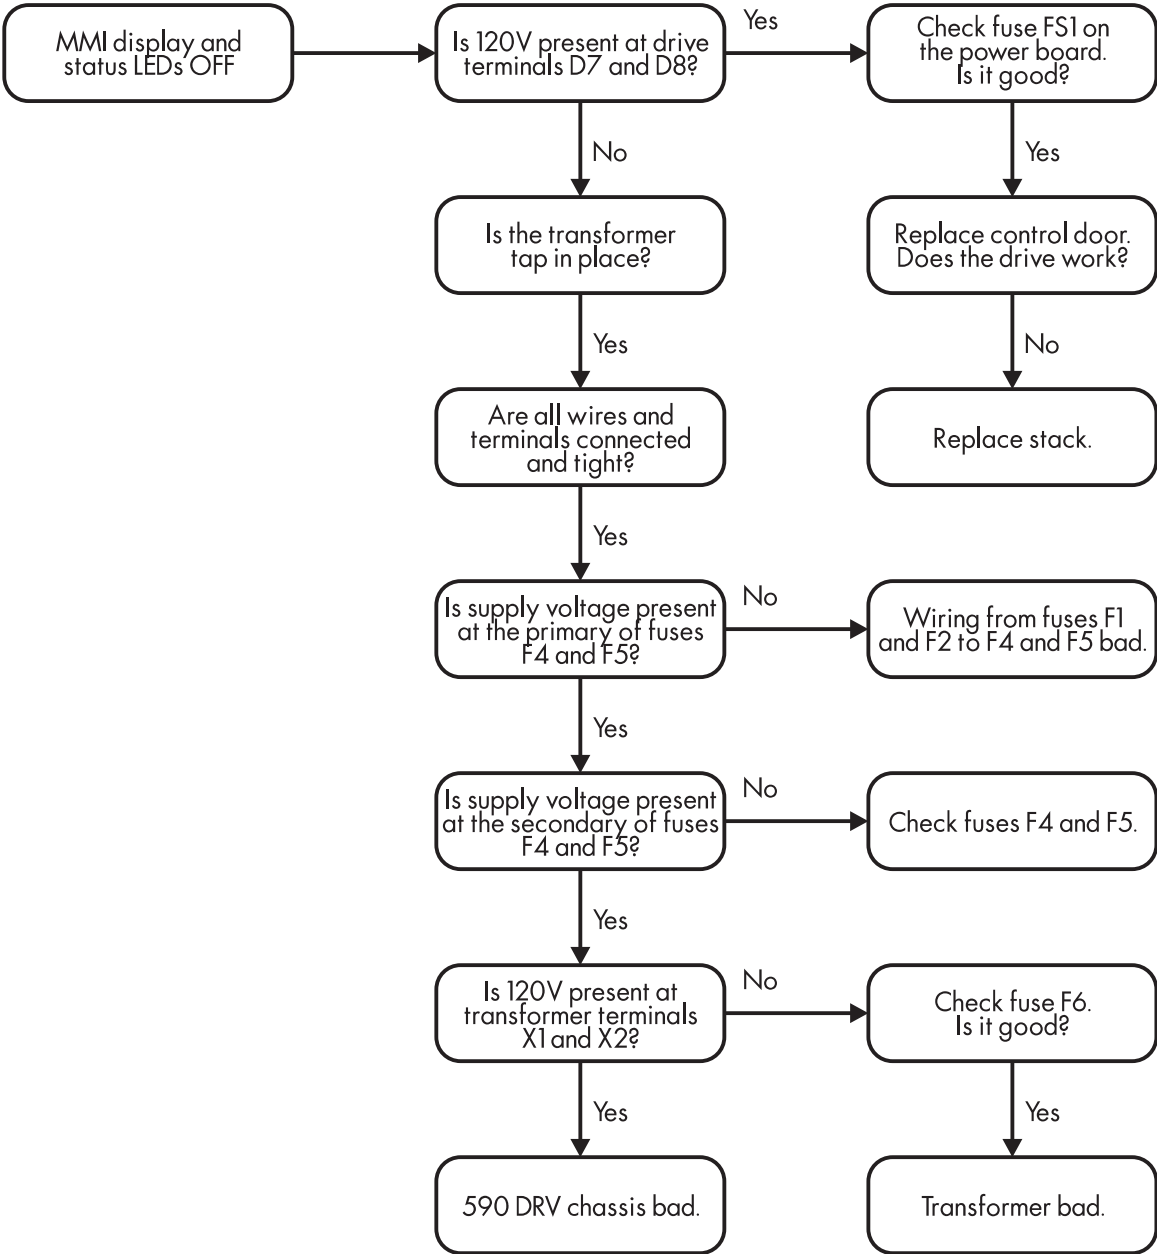 MMI display and
status LEDs OFF
Is 120V present at drive
terminals D7 and D8?
Yes
Check fuse FS1 on
the power board.
Is it good?
No
Yes
Is the transformer
tap in place?
Replace control door.
Does the drive work?
Yes
No
Are all wires and
terminals connected
and tight?
Replace stack.
Yes
Is supply voltage present
at the primary of fuses
F4 and F5?
No
Wiring from fuses F1
and F2 to F4 and F5 bad.
Yes
Is supply voltage present
at the secondary of fuses
F4 and F5?
No
Check fuses F4 and F5.
Yes
Is 120V present at
transformer terminals
X1 and X2?
No
Check fuse F6.
Is it good?
Yes
Yes
590 DRV chassis bad.
Transformer bad.